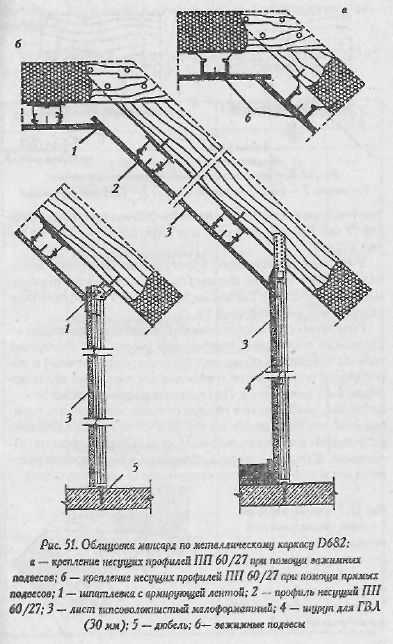 а
б
6
1
2
3
1
3
3
4
5
Рис. 51. Облицовка мансард по металлическому каркасу D682:
а — крепление несущих профилей ПП 60/27 при помощи зажимных
подвесов; б — крепление несущих профилей ПП 60/27 при помощи прямых
подвесов; 1 — шпатлевка с армирующей лентой; 2 — профиль несущий ПП
60/27; 3 — лист гипсоволокнистый малоформатный; 4 — шуруп для ГВЛ
(30 мм); 5 — дюбель; 6— зажимные подвесы